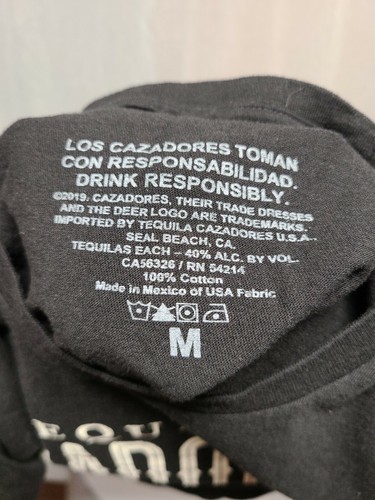 LOS CAZADORES TOMAN
CON RESPONSABILIDAD.
DRINK RESPONSIBLY.
©2019. CAZADORES, THEIR TRADE DRESSES
AND THE DEER LOGO ARE TRADEMARKS.
IMPORTED BY TEQUILA CAZADORES U.S.A.,
SEAL BEACH, CA.
TEQUILAS EACH – 40% ALC. BY VOL.
CA56326 / RN 54214
100% Cotton
Made in Mexico of USA Fabric
M
EQU